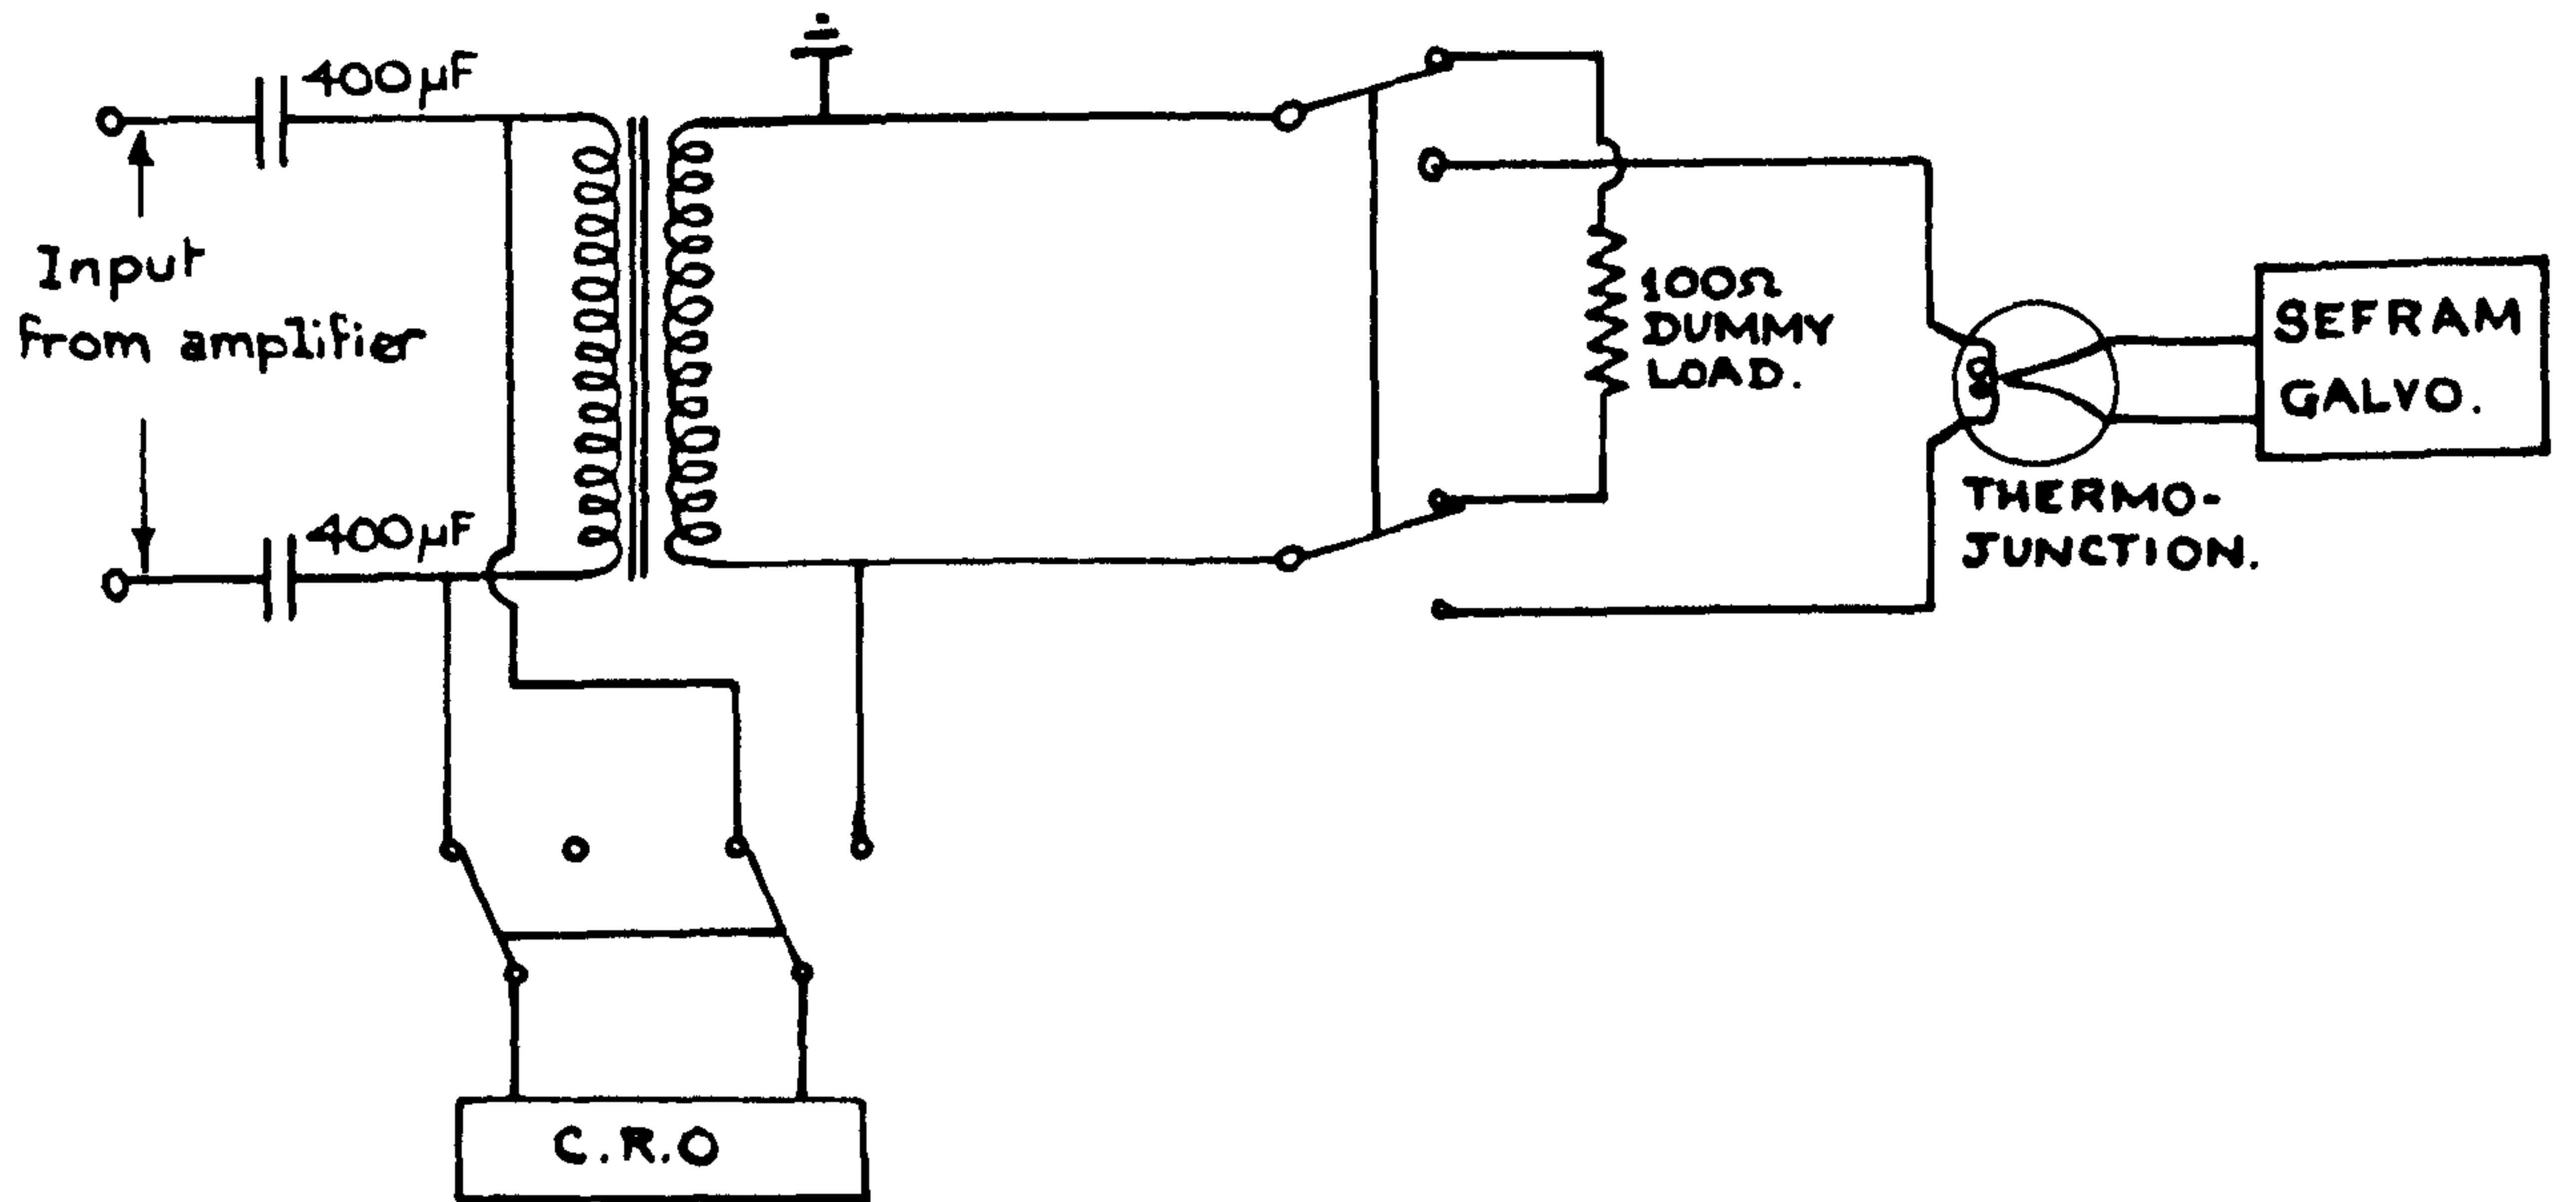 400μF
Input
from amplifier
400μF
100Ω
DUMMY
LOAD.
SEFRAM
GALVO.
THERMO-
JUNCTION.
C.R.O